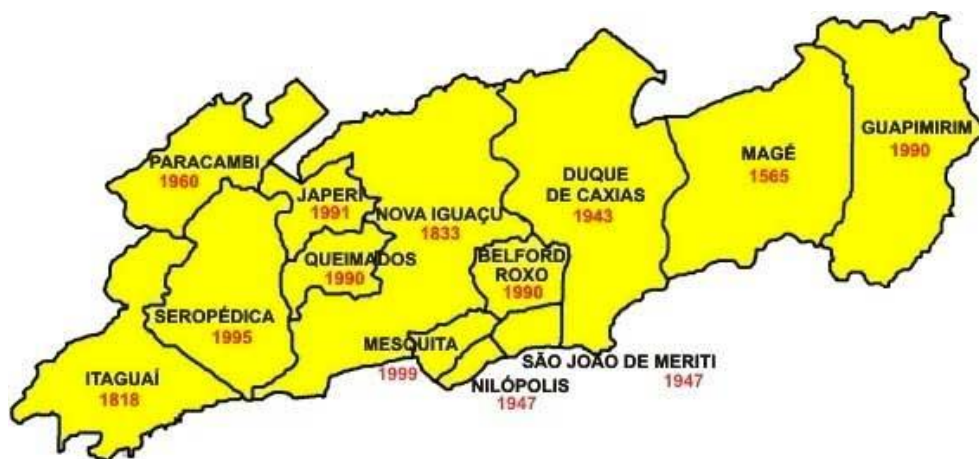 PARACAMBI
1960
JAPERI
1991
NOVA IGUAÇU
1833
QUEIMADOS
1990
DUQUE
DE CAXIAS
1943
MAGÉ
1565
GUAPIMIRIM
1990
BELFORD
ROXO
1990
SEROPÉDICA
1995
MESQUITA
1999
ITAGUAÍ
1818
SÃO JOÃO DE MERITI
1947
NILÓPOLIS
1947